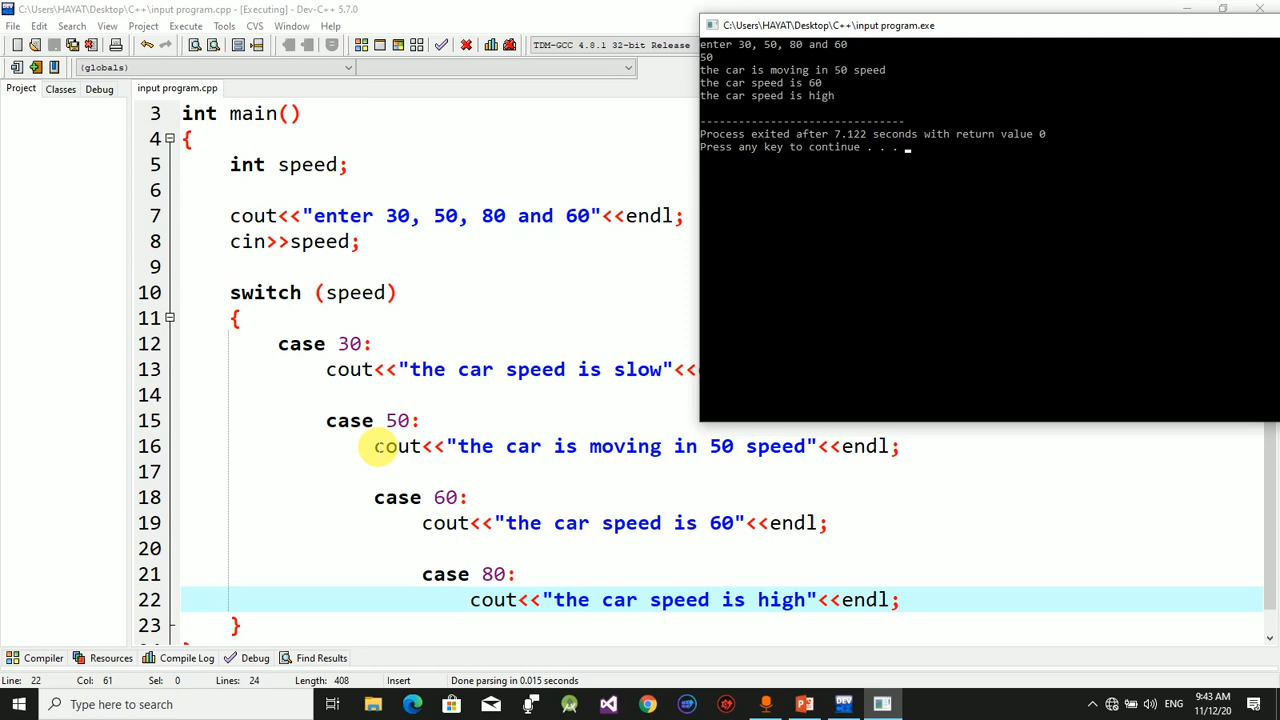 C:\Users\HAYAT\Desktop\C++\input program.cpp - [Executing] - Dev-C++ 5.7.0
File Edit Search View Project Execute Tools CVS Window Help
TDM-GCC 4.8.1 32-bit Release
(globals)
Project Classes Debug
input program.cpp
3 int main()
4 {
5 int speed;
6
7 cout<<"enter 30, 50, 80 and 60"<<endl;
8 cin>>speed;
9
10 switch (speed)
11 {
12 case 30:
13 cout<<"the car speed is slow"<<
14
15 case 50:
16 cout<<"the car is moving in 50 speed"<<endl;
17
18 case 60:
19 cout<<"the car speed is 60"<<endl;
20
21 case 80:
22 cout<<"the car speed is high"<<endl;
23 }
C:\Users\HAYAT\Desktop\C++\input program.exe
enter 30, 50, 80 and 60
50
the car is moving in 50 speed
the car speed is 60
the car speed is high
--------------------------------
Process exited after 7.122 seconds with return value 0
Press any key to continue . . .
Compiler Resources Compile Log Debug Find Results
Line: 22 Col: 61 Sel: 0 Lines: 24 Length: 408 Insert Done parsing in 0.015 seconds
Type here to search
ENG
9:43 AM
11/12/20